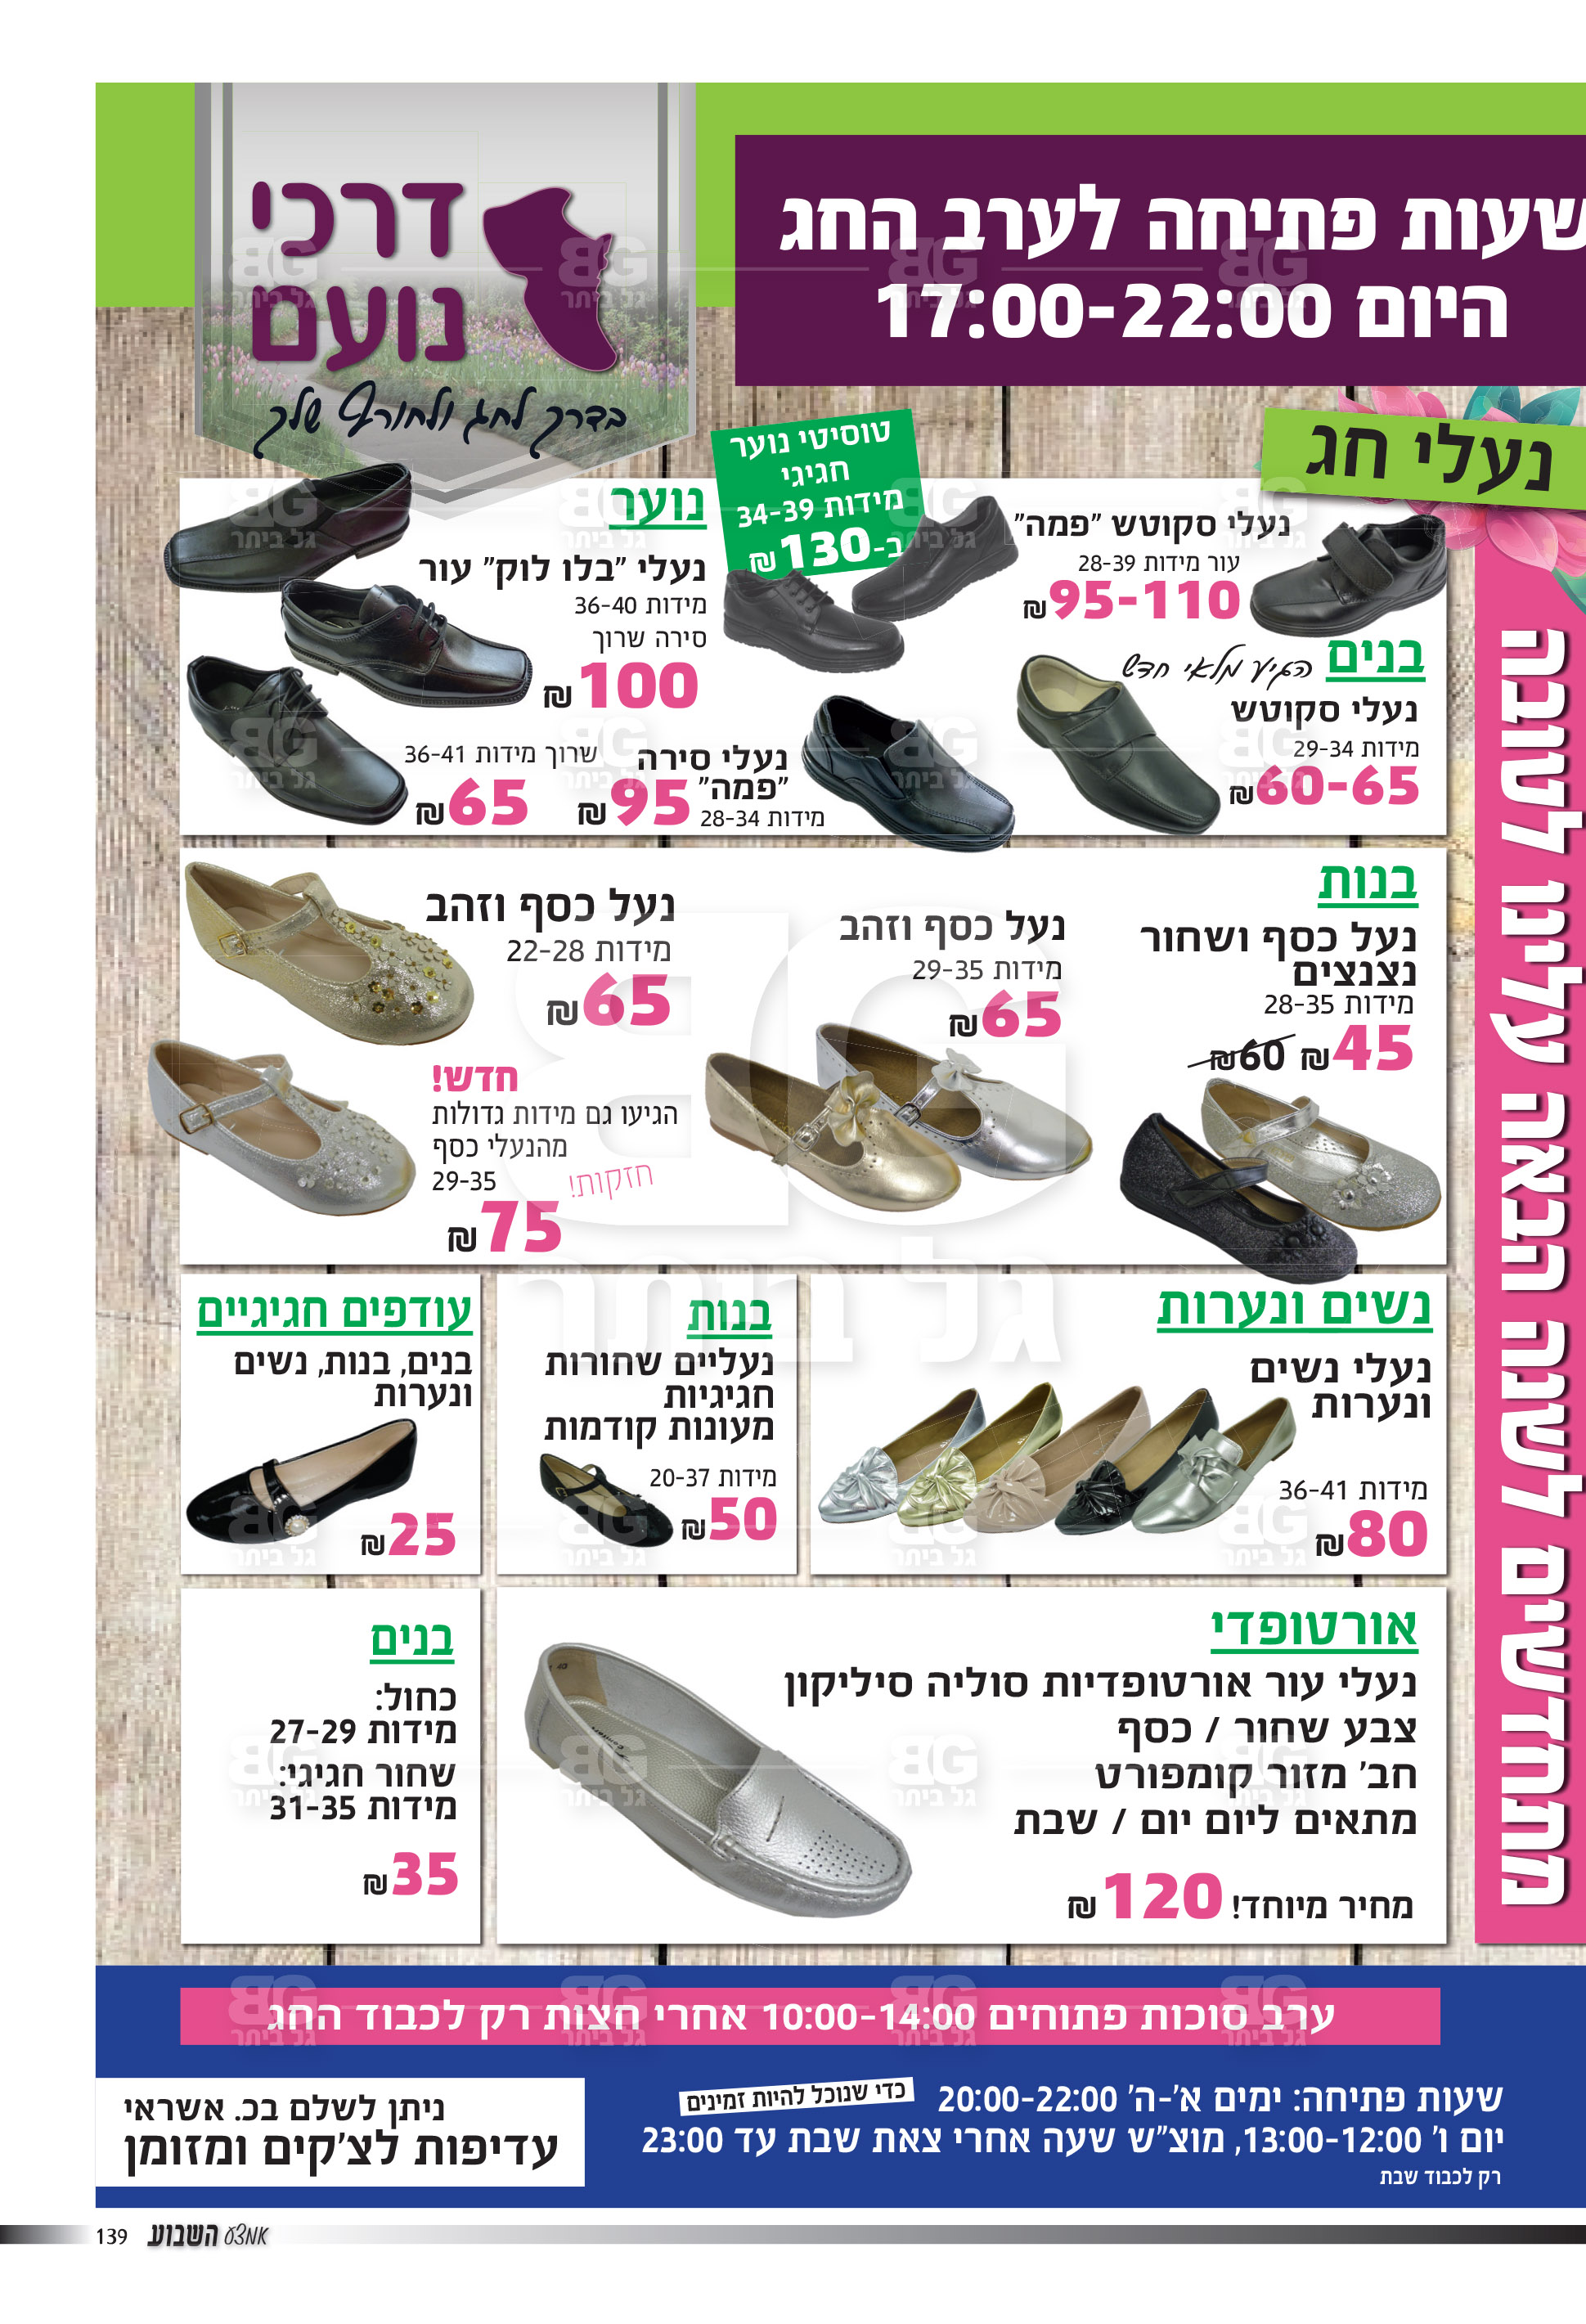 דרכי
נועם
בדרך לחג ולחורף שלך
שעות פתיחה לערב החג
היום 17:00-22:00
נעלי חג
מתחדשים לשנה הבאה עלינו לטובה
טוסיטי נוער
חגיגי
מידות 34-39
ב-130 ₪
נעלי סקוטש "פמה"
עור מידות 28-39
95-110 ₪
בנים הגיע מלאי חדש
נעלי סקוטש
מידות 29-34
60-65 ₪
נעלי סירה
"פמה"
מידות 28-34
95 ₪
נוער
נעלי "בלו לוק" עור
מידות 36-40
סירה שרוך
100 ₪
שרוך מידות 36-41
65 ₪
בנות
נעל כסף ושחור
נצנצים
מידות 28-35
45 ₪ 60 ₪
נעל כסף וזהב
מידות 29-35
65 ₪
נעל כסף וזהב
מידות 22-28
65 ₪
חדש!
הגיעו גם מידות גדולות
מהנעלי כסף
29-35
חזקות!
75 ₪
נשים ונערות
נעלי נשים
ונערות
מידות 36-41
80 ₪
בנות
נעליים שחורות
חגיגיות
מעונות קודמות
מידות 20-37
50 ₪
עודפים חגיגיים
בנים, בנות, נשים
ונערות
25 ₪
אורטופדי
נעלי עור אורטופדיות סוליה סיליקון
צבע שחור / כסף
חב' מזור קומפורט
מתאים ליום יום / שבת
מחיר מיוחד! 120 ₪
בנים
כחול:
מידות 27-29
שחור חגיגי:
מידות 31-35
35 ₪
ערב סוכות פתוחים 10:00-14:00 אחרי חצות רק לכבוד החג
שעות פתיחה: ימים א'-ה' 20:00-22:00 כדי שנוכל להיות זמינים
יום ו' 13:00-12:00, מוצ"ש שעה אחרי צאת שבת עד 23:00
רק לכבוד שבת
ניתן לשלם בכ. אשראי
עדיפות לצ'קים ומזומן
139 אמצע השבוע
BG
גל ביתר